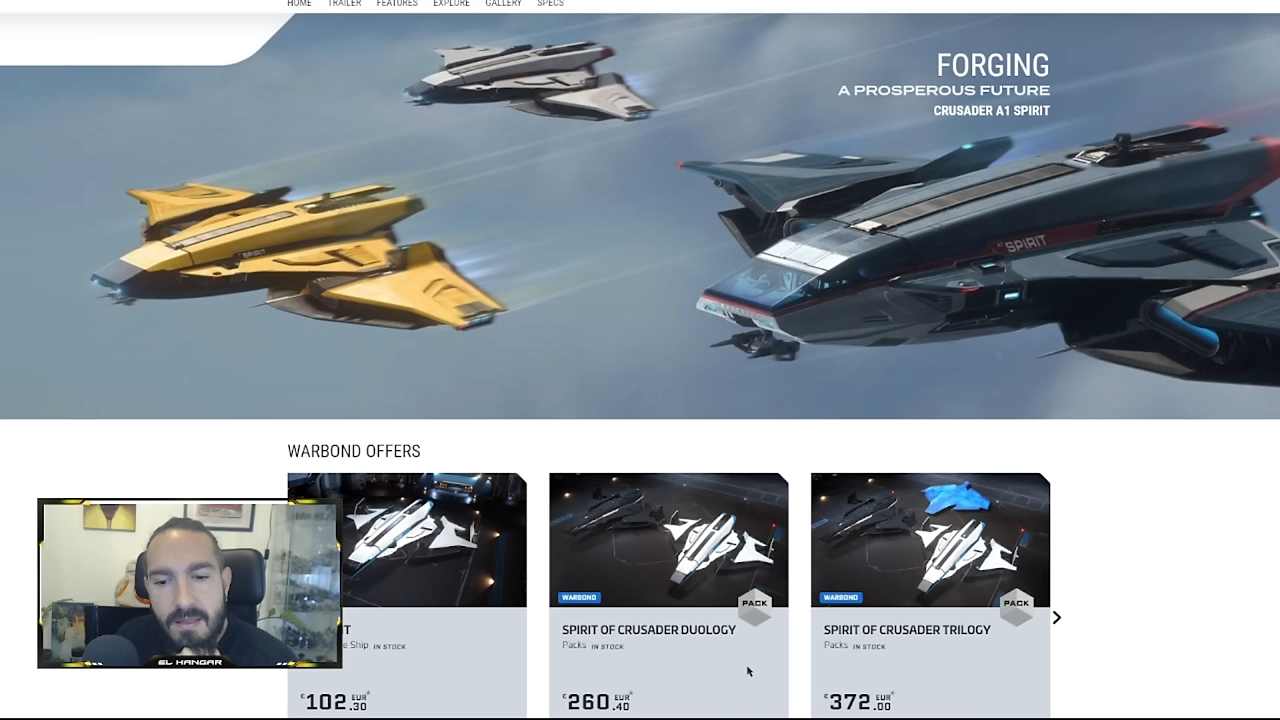 HOME TRAILER FEATURES EXPLORE GALLERY SPECS
FORGING
A PROSPEROUS FUTURE
CRUSADER A1 SPIRIT
SPIRIT
SPIRIT
WARBOND OFFERS
WARBOND
PACK
WARBOND
PACK
T
e Ship IN STOCK
€102.30 EUR*
SPIRIT OF CRUSADER DUOLOGY
Packs IN STOCK
€260.40 EUR*
SPIRIT OF CRUSADER TRILOGY
Packs IN STOCK
€372.00 EUR*
EL HANGAR